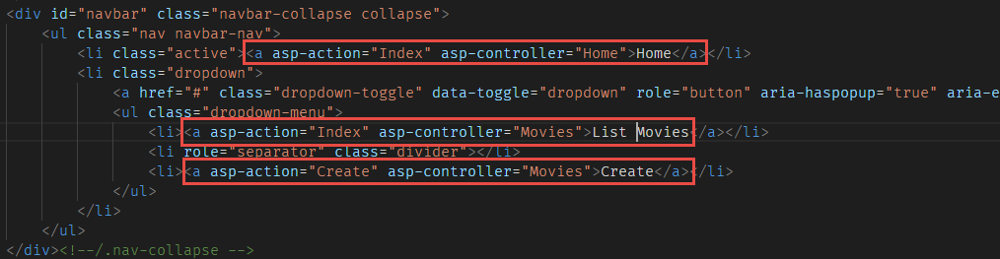 <div id="navbar" class="navbar-collapse collapse">
<ul class="nav navbar-nav">
<li class="active"><a asp-action="Index" asp-controller="Home">Home</a></li>
<li class="dropdown">
<a href="#" class="dropdown-toggle" data-toggle="dropdown" role="button" aria-haspopup="true" aria-e
<ul class="dropdown-menu">
<li><a asp-action="Index" asp-controller="Movies">List Movies</a></li>
<li role="separator" class="divider"></li>
<li><a asp-action="Create" asp-controller="Movies">Create</a></li>
</ul>
</li>
</ul>
</div><!--/.nav-collapse -->